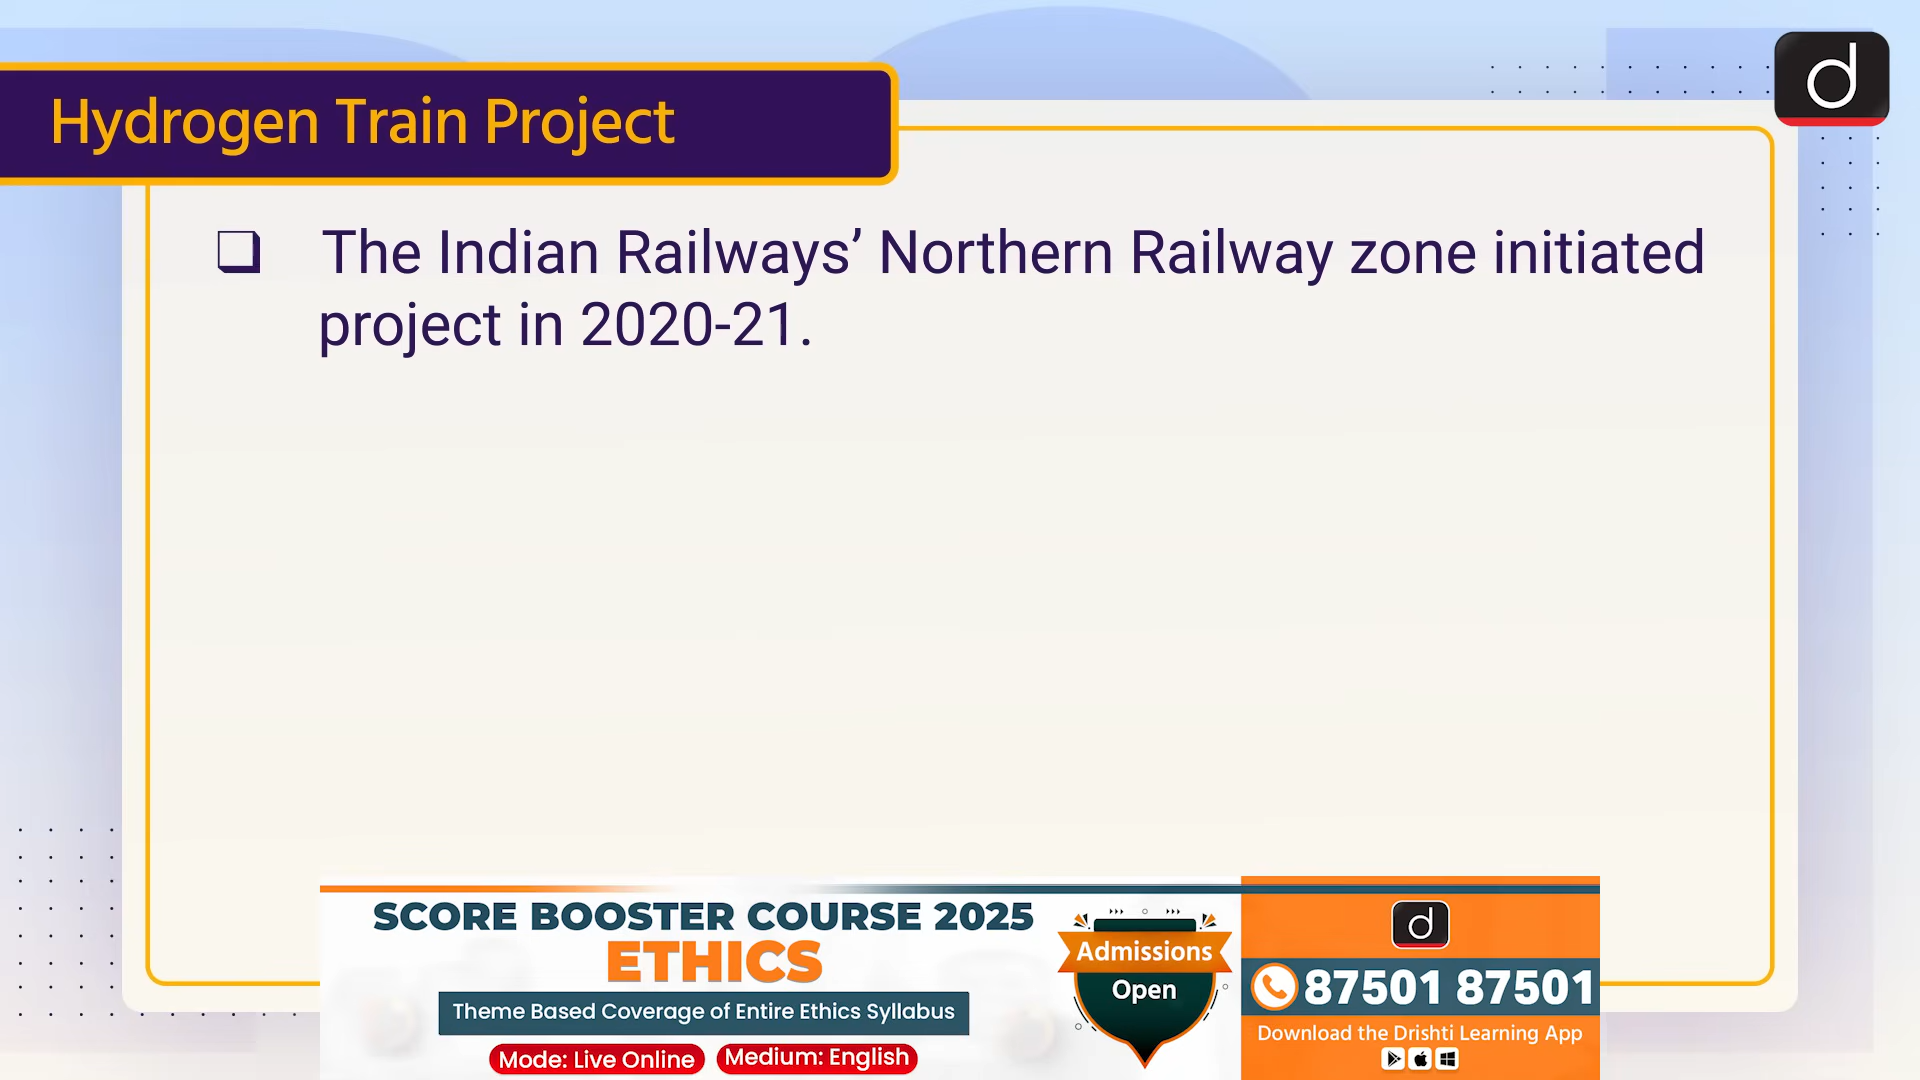 Hydrogen Train Project
d
❑ The Indian Railways’ Northern Railway zone initiated
project in 2020-21.
SCORE BOOSTER COURSE 2025
ETHICS
Theme Based Coverage of Entire Ethics Syllabus
Mode: Live Online
Medium: English
Admissions
Open
d
87501 87501
Download the Drishti Learning App